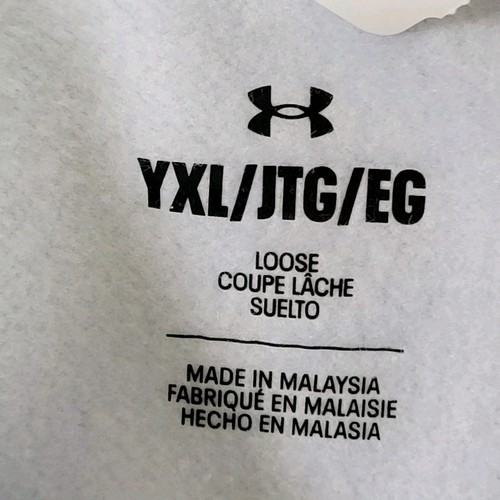 YXL/JTG/EG
LOOSE
COUPE LÂCHE
SUELTO
MADE IN MALAYSIA
FABRIQUÉ EN MALAISIE
HECHO EN MALASIA